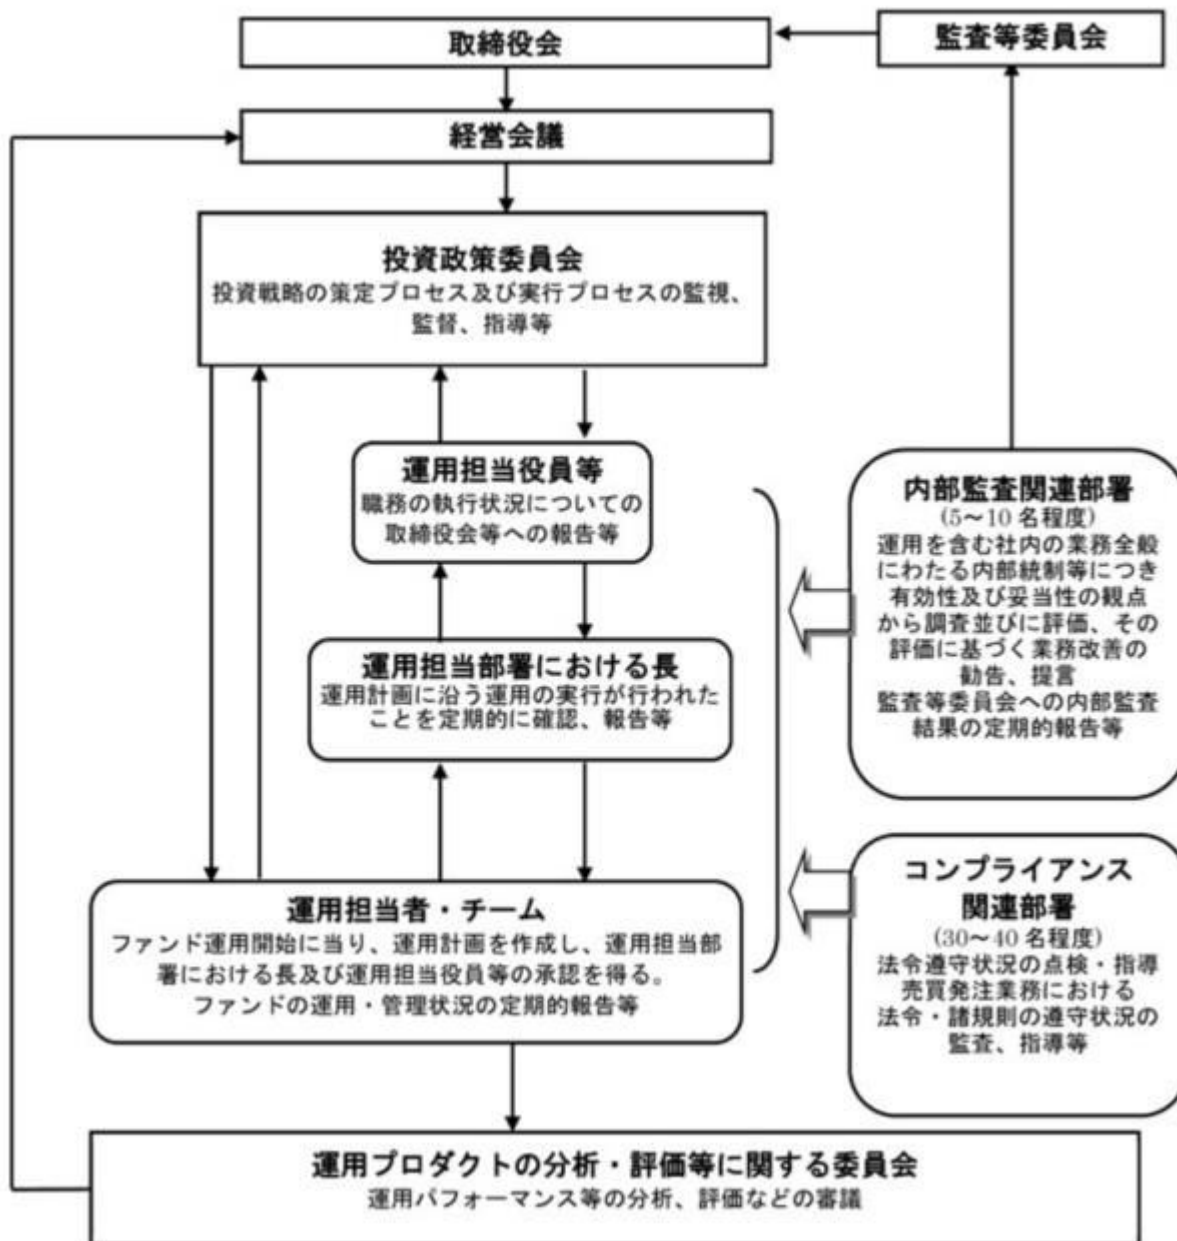 取締役会
監査等委員会
経営会議
投資政策委員会
投資戦略の策定プロセス及び実行プロセスの監視、
監督、指導等
運用担当役員等
職務の執行状況についての
取締役会等への報告等
運用担当部署における長
運用計画に沿う運用の実行が行われた
ことを定期的に確認、報告等
運用担当者・チーム
ファンド運用開始に当り、運用計画を作成し、運用担当部
署における長及び運用担当役員等の承認を得る。
ファンドの運用・管理状況の定期的報告等
内部監査関連部署
(5～10 名程度)
運用を含む社内の業務全般
にわたる内部統制等につき
有効性及び妥当性の観点
から調査並びに評価、その
評価に基づく業務改善の
勧告、提言
監査等委員会への内部監査
結果の定期的報告等
コンプライアンス
関連部署
(30～40 名程度)
法令遵守状況の点検・指導
売買発注業務における
法令・諸規則の遵守状況の
監査、指導等
運用プロダクトの分析・評価等に関する委員会
運用パフォーマンス等の分析、評価などの審議